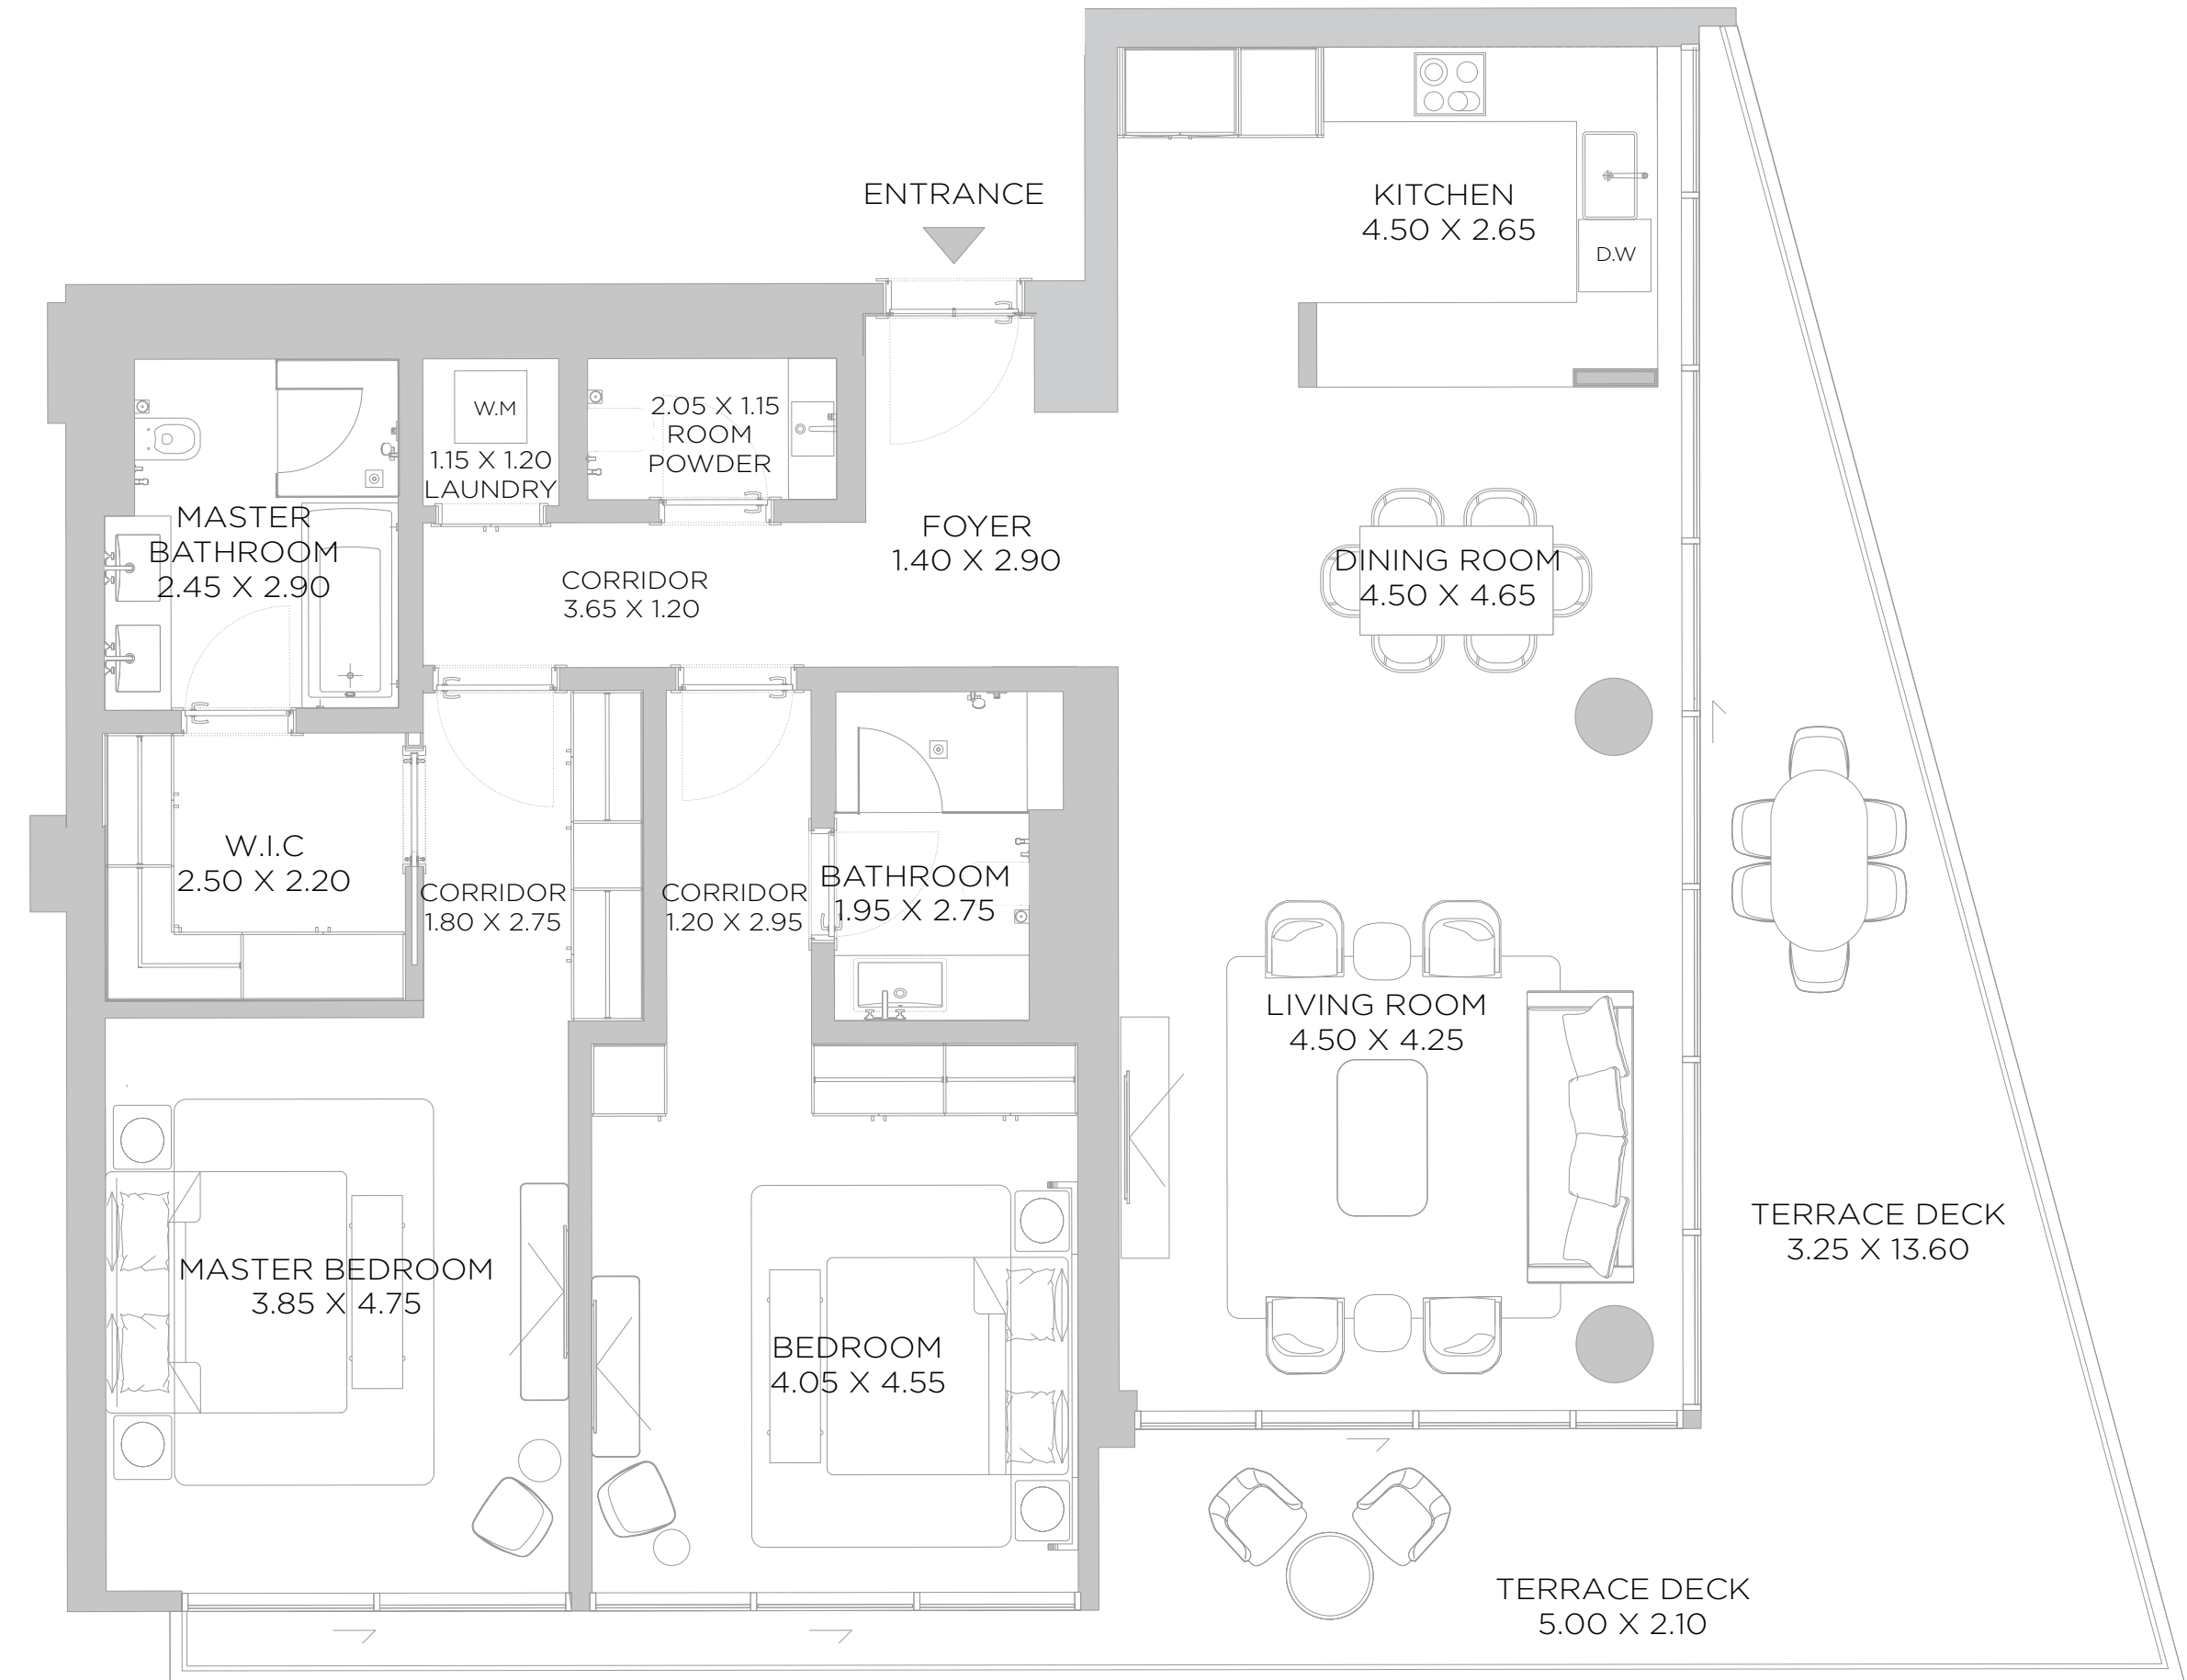 ENTRANCE
KITCHEN
4.50 X 2.65
D.W
W.M
1.15 X 1.20
LAUNDRY
2.05 X 1.15
ROOM
POWDER
MASTER
BATHROOM
2.45 X 2.90
FOYER
1.40 X 2.90
DINING ROOM
4.50 X 4.65
CORRIDOR
3.65 X 1.20
W.I.C
2.50 X 2.20
CORRIDOR
1.80 X 2.75
CORRIDOR
1.20 X 2.95
BATHROOM
1.95 X 2.75
LIVING ROOM
4.50 X 4.25
TERRACE DECK
3.25 X 13.60
MASTER BEDROOM
3.85 X 4.75
BEDROOM
4.05 X 4.55
TERRACE DECK
5.00 X 2.10